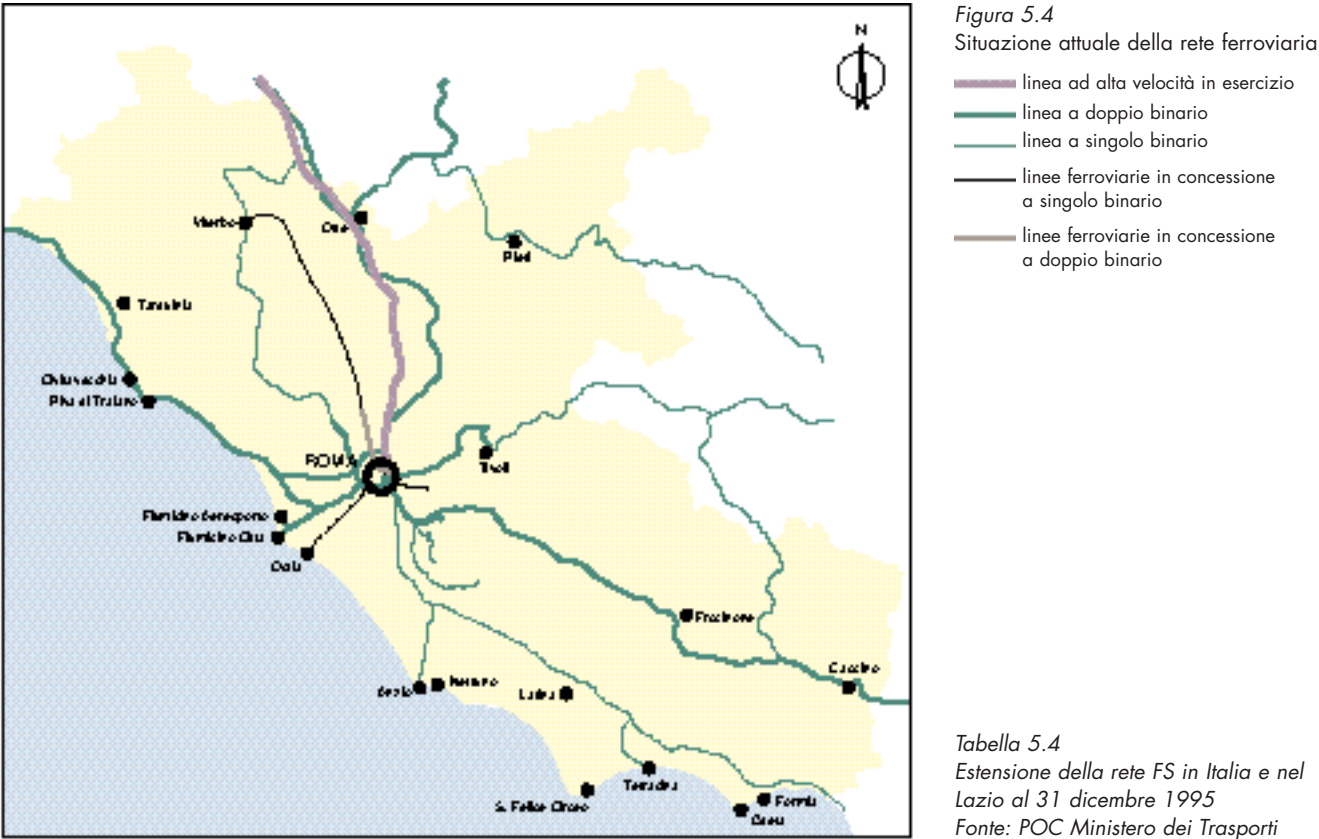 N
Viterbo
Orte
Rieti
Tarquinia
Civitavecchia
ROMA
Tivoli
Fiumicino Aeroporto
Fiumicino Città
Ostia
Frosinone
Cassino
Anzio
Nettuno
Latina
S. Felice Circeo
Terracina
Formia
Gaeta
Figura 5.4
Situazione attuale della rete ferroviaria
linea ad alta velocità in esercizio
linea a doppio binario
linea a singolo binario
linee ferroviarie in concessione
a singolo binario
linee ferroviarie in concessione
a doppio binario
Tabella 5.4
Estensione della rete FS in Italia e nel
Lazio al 31 dicembre 1995
Fonte: POC Ministero dei Trasporti